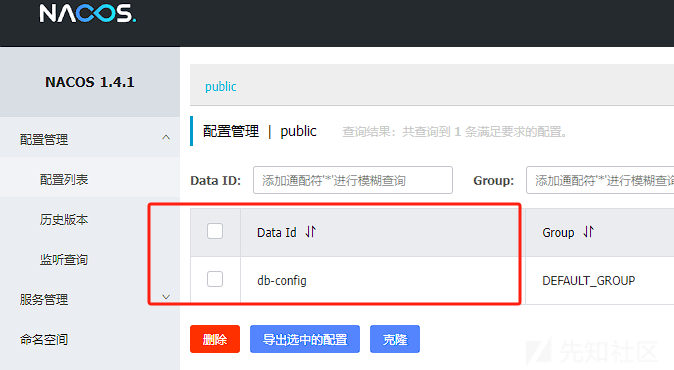 NACOS.
NACOS 1.4.1
public
配置管理
配置管理 | public 查询结果：共查询到 1 条满足要求的配置。
配置列表
Data ID: 添加通配符'*'进行模糊查询 Group: 添加通配符'*'进行模糊查询
历史版本
Data Id Group
监听查询
db-config DEFAULT_GROUP
服务管理
命名空间
删除 导出选中的配置 克隆
先知社区